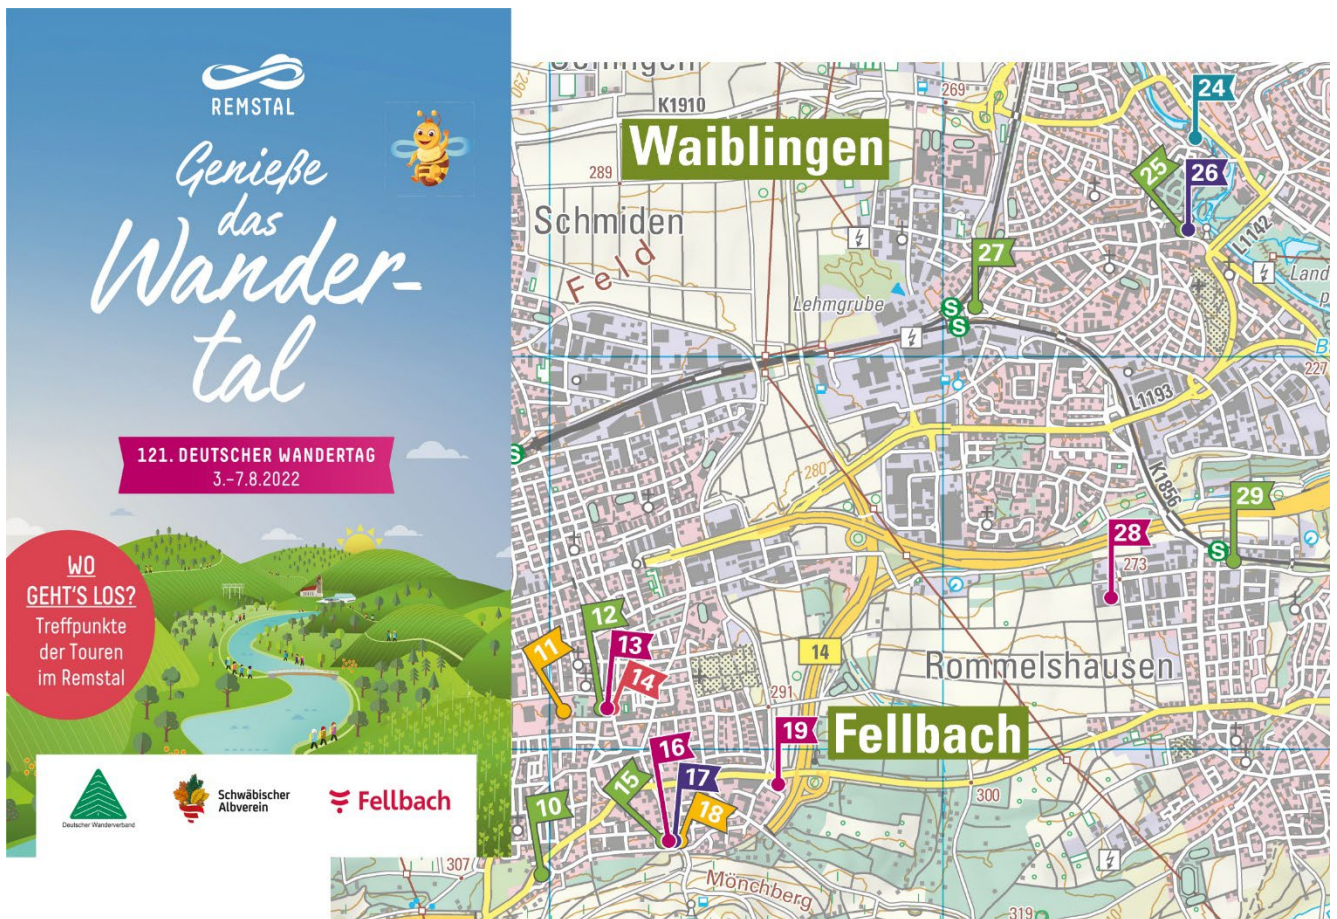 REMSTAL
Genieße
das
Wander-
tal
121. DEUTSCHER WANDERTAG
3.–7.8.2022
WO
GEHT'S LOS?
Treffpunkte
der Touren
im Remstal
Deutscher Wanderverband
Schwäbischer
Albverein
Fellbach
290
K1910
269
24
Waiblingen
289
25
26
Schmiden
Feld
L1142
27
Land
Lehmgrube
S
S
227
L1193
S
280
K1856
29
28
S
273
12
13
11
14
14
Rommelshausen
291
16
19
Fellbach
15
17
18
10
300
307
Mönchberg
319